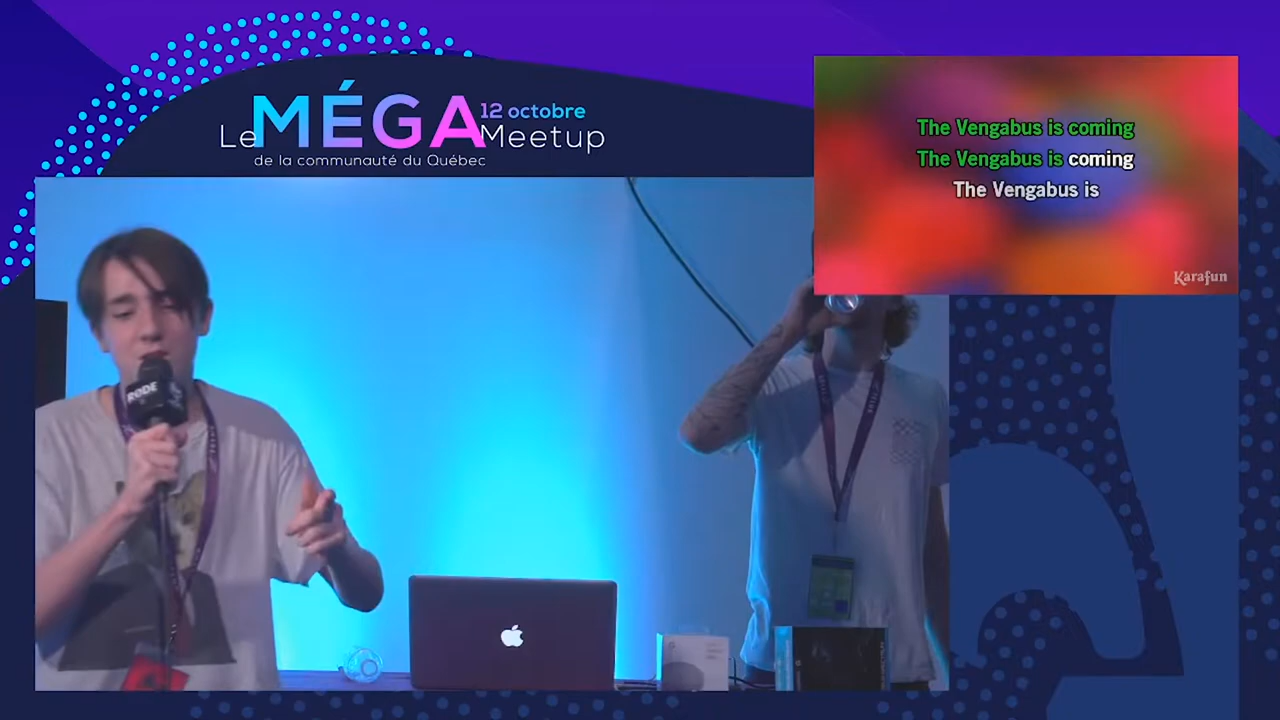 Le MÉGA Meetup
12 octobre
de la communauté du Québec
The Vengabus is coming
The Vengabus is coming
The Vengabus is
Karafun
RØDE